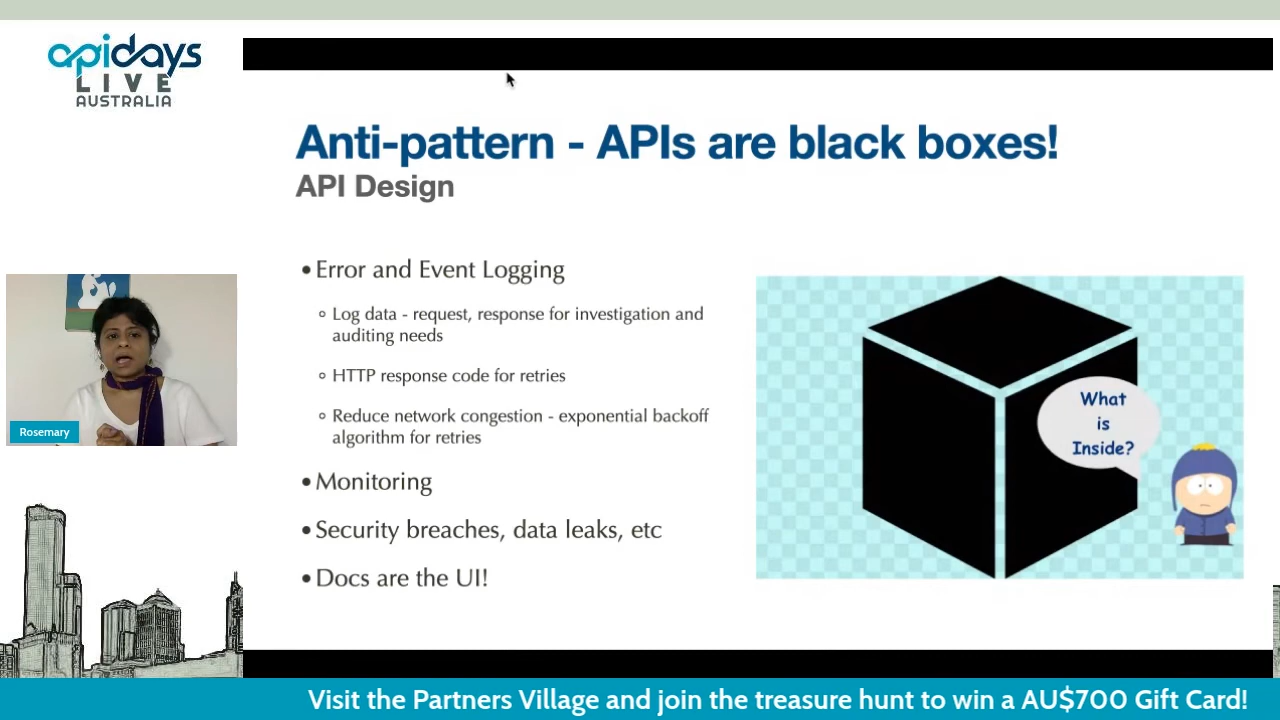 apidays
LIVE
AUSTRALIA
Anti-pattern - APIs are black boxes!
API Design
• Error and Event Logging
◦ Log data - request, response for investigation and
auditing needs
◦ HTTP response code for retries
◦ Reduce network congestion - exponential backoff
algorithm for retries
• Monitoring
• Security breaches, data leaks, etc
• Docs are the UI!
What
is
Inside?
Rosemary
Visit the Partners Village and join the treasure hunt to win a AU$700 Gift Card!